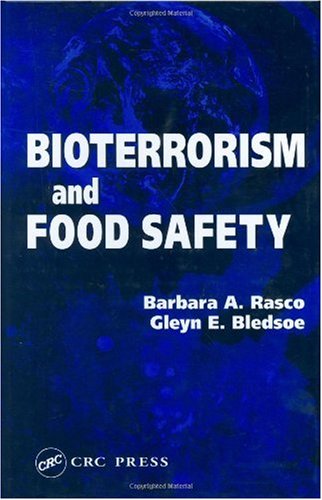 BIOTERRORISM
and
FOOD SAFETY
Barbara A. Rasco
Gleyn E. Bledsoe
CRC CRC PRESS